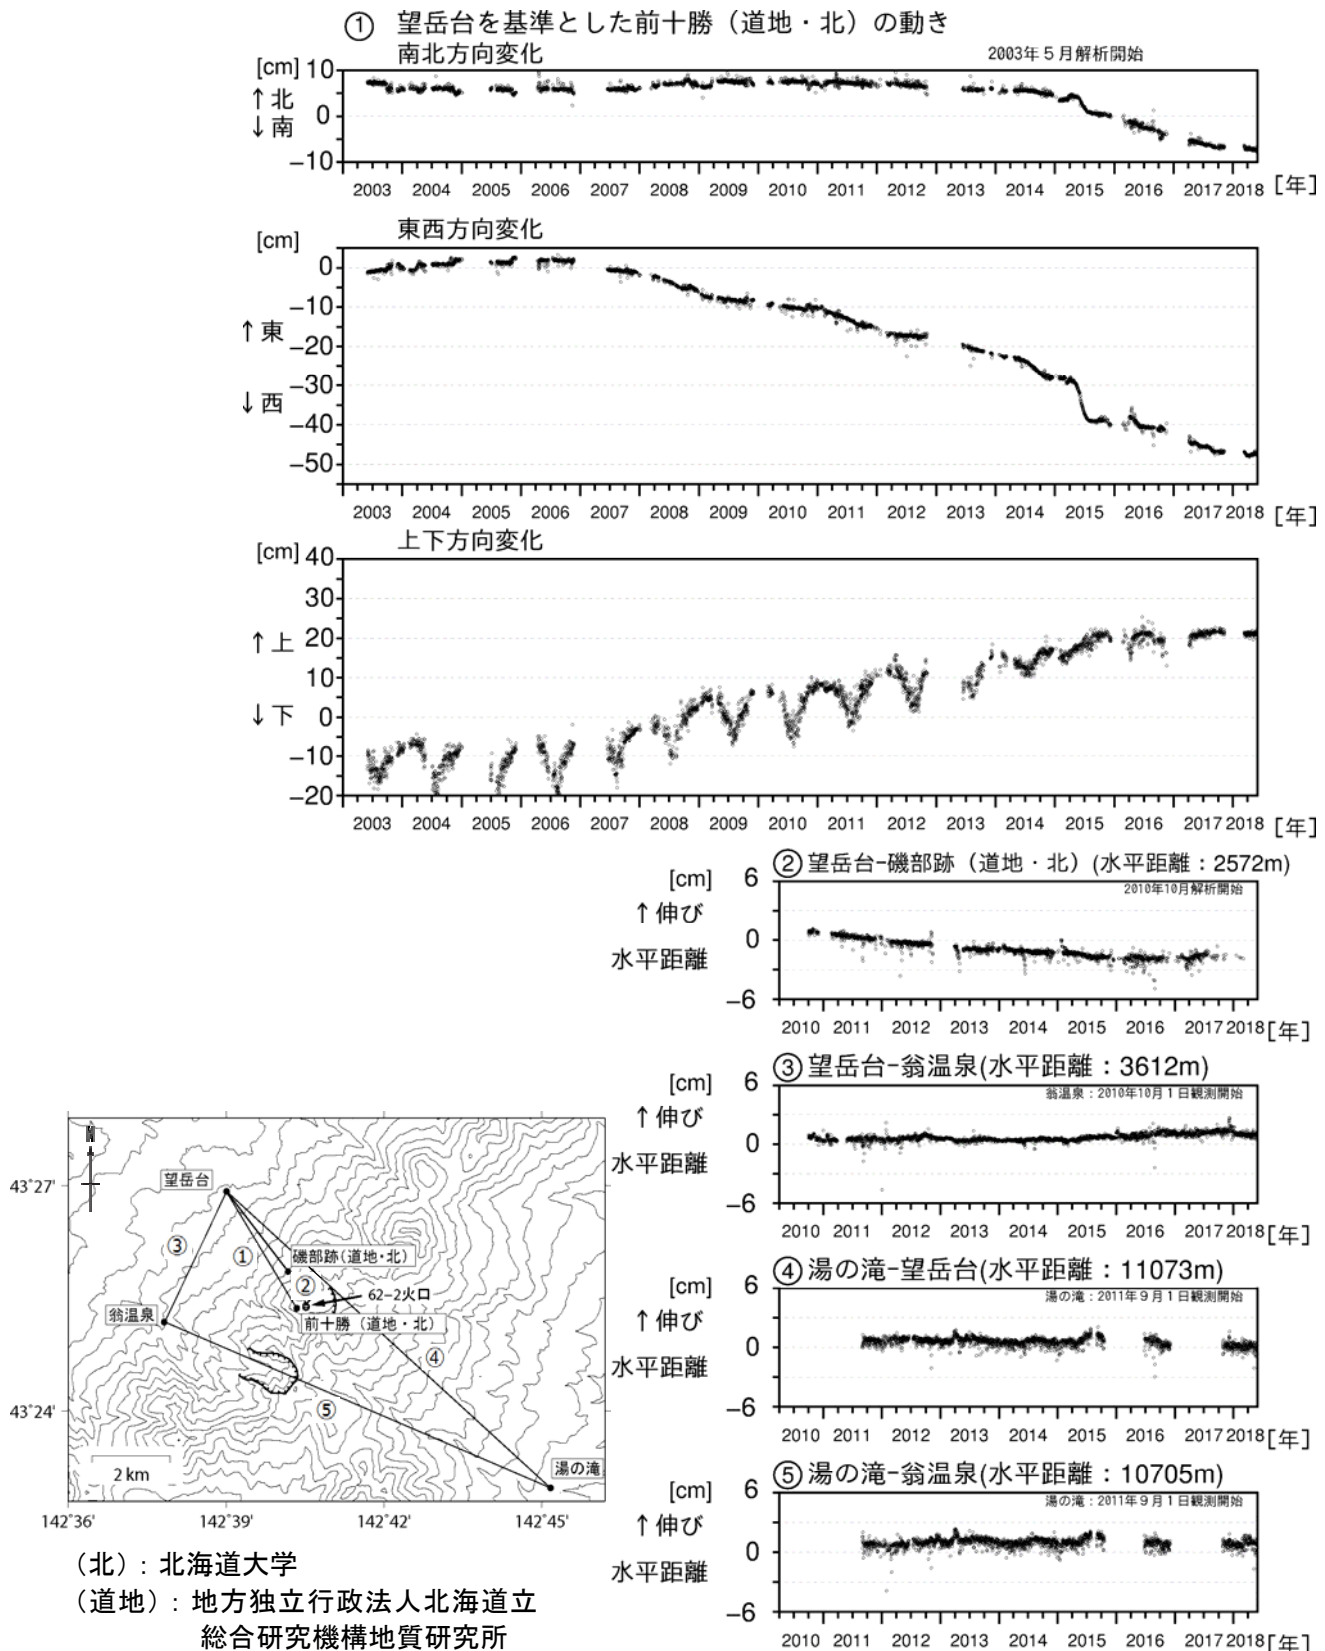 ① 望岳台を基準とした前十勝（道地・北）の動き
南北方向変化
2003年５月解析開始
[cm]
↑北
↓南
10
0
−10
2003 2004 2005 2006 2007 2008 2009 2010 2011 2012 2013 2014 2015 2016 2017 2018 [年]
東西方向変化
[cm]
↑東
↓西
0
−10
−20
−30
−40
−50
2003 2004 2005 2006 2007 2008 2009 2010 2011 2012 2013 2014 2015 2016 2017 2018 [年]
上下方向変化
[cm]
↑上
↓下
40
30
20
10
0
−10
−20
2003 2004 2005 2006 2007 2008 2009 2010 2011 2012 2013 2014 2015 2016 2017 2018 [年]
② 望岳台−磯部跡（道地・北）(水平距離：2572m)
2010年10月解析開始
[cm]
↑伸び
水平距離
6
0
−6
2010 2011 2012 2013 2014 2015 2016 2017 2018 [年]
③ 望岳台−翁温泉(水平距離：3612m)
翁温泉：2010年10月１日観測開始
[cm]
↑伸び
水平距離
6
0
−6
2010 2011 2012 2013 2014 2015 2016 2017 2018 [年]
④ 湯の滝−望岳台(水平距離：11073m)
湯の滝：2011年９月１日観測開始
[cm]
↑伸び
水平距離
6
0
−6
2010 2011 2012 2013 2014 2015 2016 2017 2018 [年]
⑤ 湯の滝−翁温泉(水平距離：10705m)
湯の滝：2011年９月１日観測開始
[cm]
↑伸び
水平距離
6
0
−6
2010 2011 2012 2013 2014 2015 2016 2017 2018 [年]
N
43°27'
43°24'
望岳台
③
①
磯部跡(道地・北)
②
62−2火口
翁温泉
前十勝（道地・北）
④
⑤
2 km
湯の滝
142°36' 142°39' 142°42' 142°45'
（北）：北海道大学
（道地）：地方独立行政法人北海道立
総合研究機構地質研究所